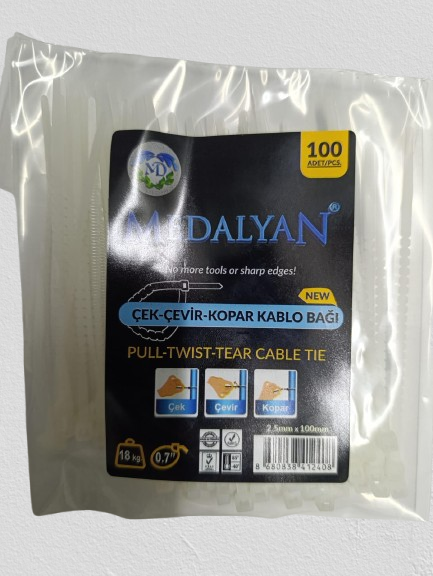 100
ADET/PCS.
MD
MEDALYAN®
No more tools or sharp edges!
NEW
ÇEK-ÇEVİR-KOPAR KABLO BAĞI
PULL-TWIST-TEAR CABLE TIE
Çek Çevir Kopar
2.5mm x 100mm
18 kg 0.7"
8 680838 412408